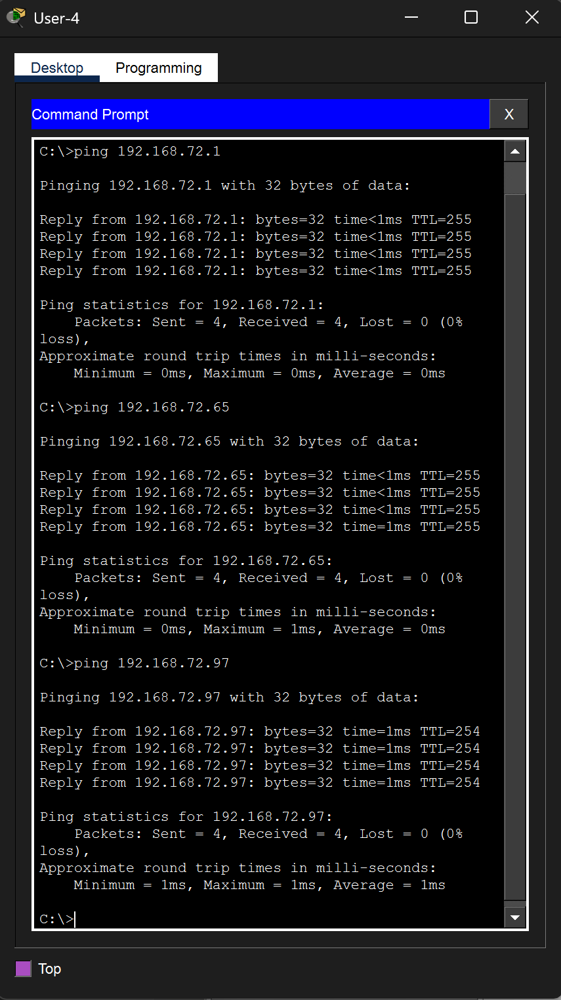 User-4
Desktop Programming
Command Prompt X
C:\>ping 192.168.72.1
Pinging 192.168.72.1 with 32 bytes of data:
Reply from 192.168.72.1: bytes=32 time<1ms TTL=255
Reply from 192.168.72.1: bytes=32 time<1ms TTL=255
Reply from 192.168.72.1: bytes=32 time<1ms TTL=255
Reply from 192.168.72.1: bytes=32 time<1ms TTL=255
Ping statistics for 192.168.72.1:
Packets: Sent = 4, Received = 4, Lost = 0 (0%
loss),
Approximate round trip times in milli-seconds:
Minimum = 0ms, Maximum = 0ms, Average = 0ms
C:\>ping 192.168.72.65
Pinging 192.168.72.65 with 32 bytes of data:
Reply from 192.168.72.65: bytes=32 time<1ms TTL=255
Reply from 192.168.72.65: bytes=32 time<1ms TTL=255
Reply from 192.168.72.65: bytes=32 time<1ms TTL=255
Reply from 192.168.72.65: bytes=32 time=1ms TTL=255
Ping statistics for 192.168.72.65:
Packets: Sent = 4, Received = 4, Lost = 0 (0%
loss),
Approximate round trip times in milli-seconds:
Minimum = 0ms, Maximum = 1ms, Average = 0ms
C:\>ping 192.168.72.97
Pinging 192.168.72.97 with 32 bytes of data:
Reply from 192.168.72.97: bytes=32 time=1ms TTL=254
Reply from 192.168.72.97: bytes=32 time=1ms TTL=254
Reply from 192.168.72.97: bytes=32 time=1ms TTL=254
Reply from 192.168.72.97: bytes=32 time=1ms TTL=254
Ping statistics for 192.168.72.97:
Packets: Sent = 4, Received = 4, Lost = 0 (0%
loss),
Approximate round trip times in milli-seconds:
Minimum = 1ms, Maximum = 1ms, Average = 1ms
C:\>
Top